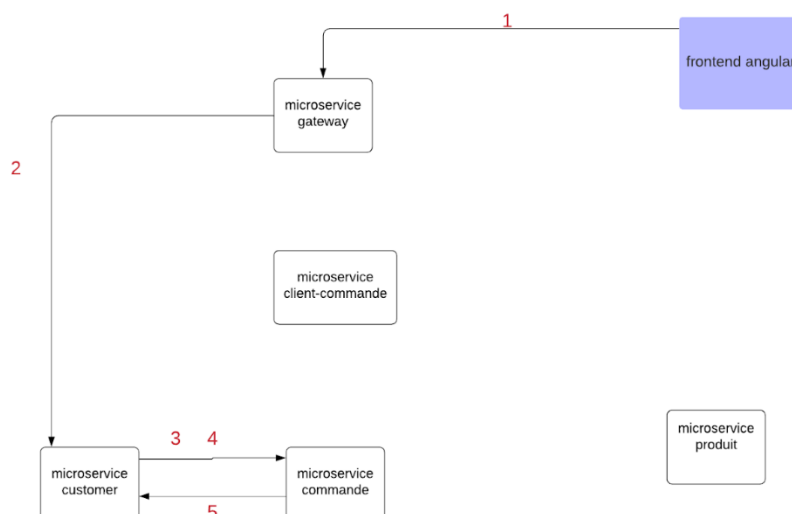 1
frontend angular
microservice
gateway
2
microservice
client-commande
microservice
produit
3 4
microservice
customer
microservice
commande
5